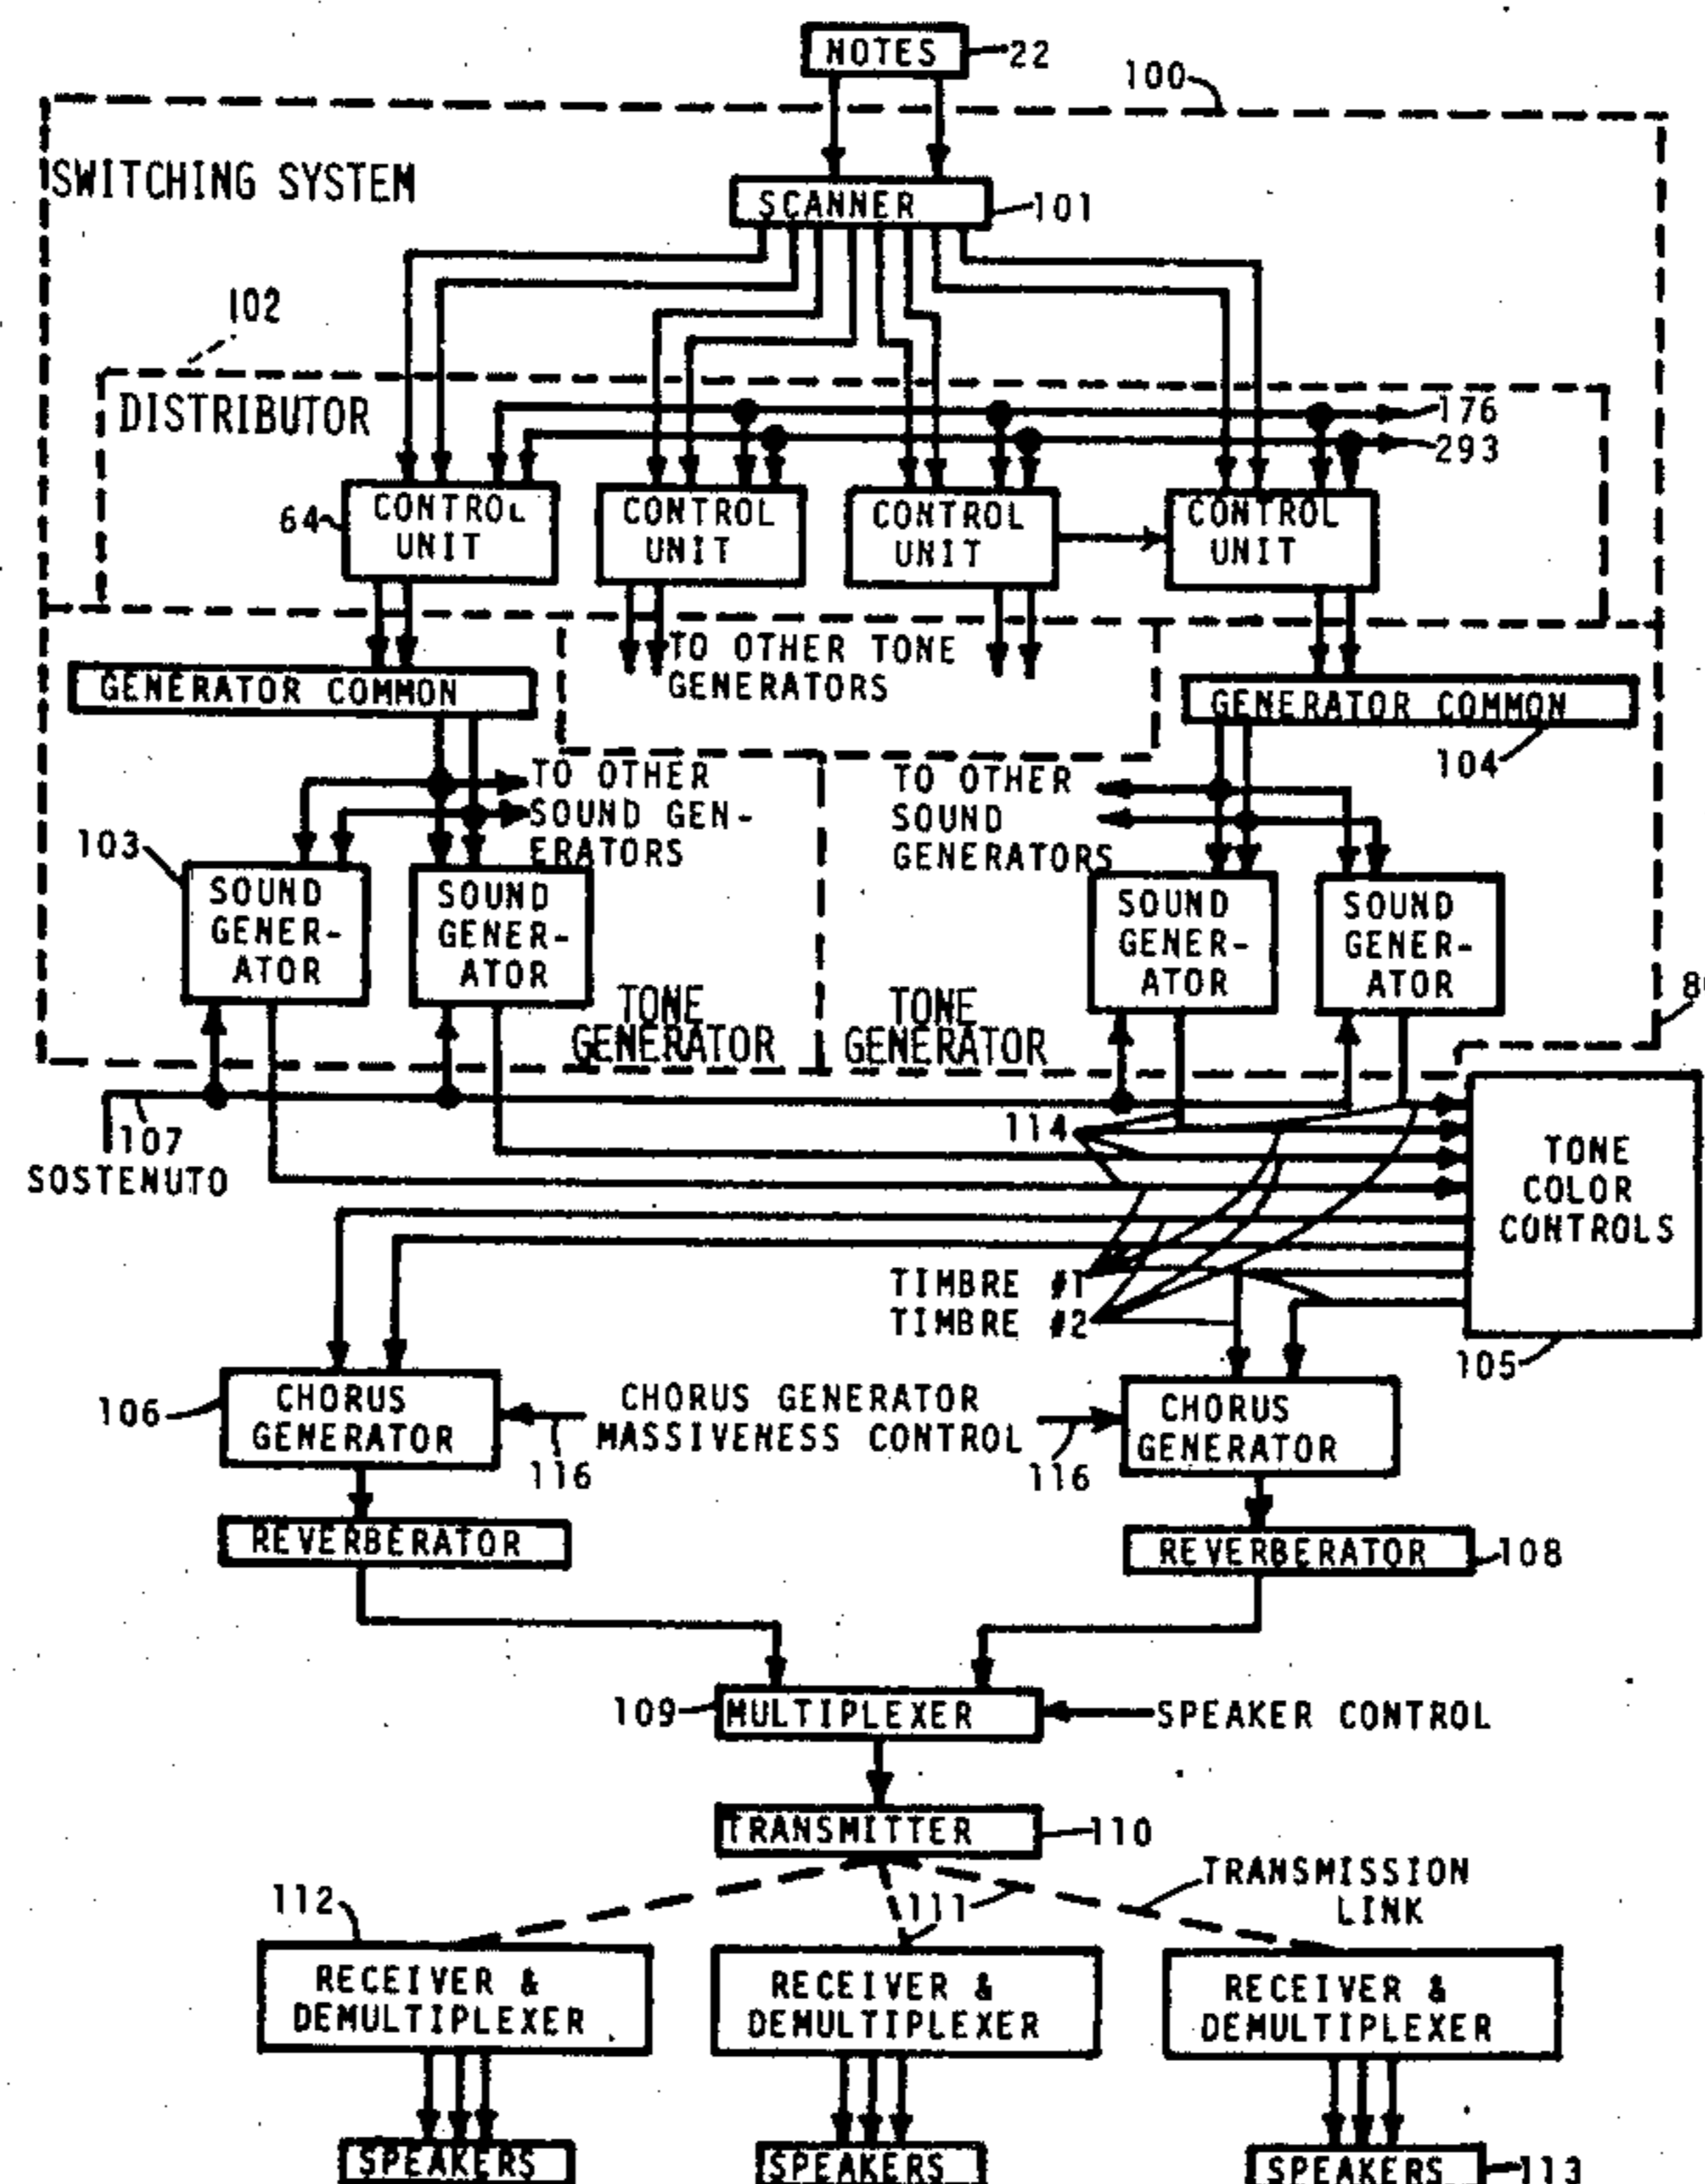 NOTES
22
100
SWITCHING SYSTEM
SCANNER
101
102
DISTRIBUTOR
176
293
64
CONTROL
UNIT
CONTROL
UNIT
CONTROL
UNIT
CONTROL
UNIT
TO OTHER TONE
GENERATORS
GENERATOR COMMON
GENERATOR COMMON
104
TO OTHER
SOUND GEN-
ERATORS
TO OTHER
SOUND
GENERATORS
103
SOUND
GENER-
ATOR
SOUND
GENER-
ATOR
SOUND
GENER-
ATOR
SOUND
GENER-
ATOR
TONE
GENERATOR
TONE
GENERATOR
107
SOSTENUTO
114
TONE
COLOR
CONTROLS
TIMBRE #1
TIMBRE #2
105
106
CHORUS
GENERATOR
CHORUS GENERATOR
MASSIVENESS CONTROL
116
116
CHORUS
GENERATOR
REVERBERATOR
REVERBERATOR
108
109
MULTIPLEXER
SPEAKER CONTROL
TRANSMITTER
110
TRANSMISSION
LINK
112
111
RECEIVER &
DEMULTIPLEXER
RECEIVER &
DEMULTIPLEXER
RECEIVER &
DEMULTIPLEXER
SPEAKERS
SPEAKERS
SPEAKERS
113